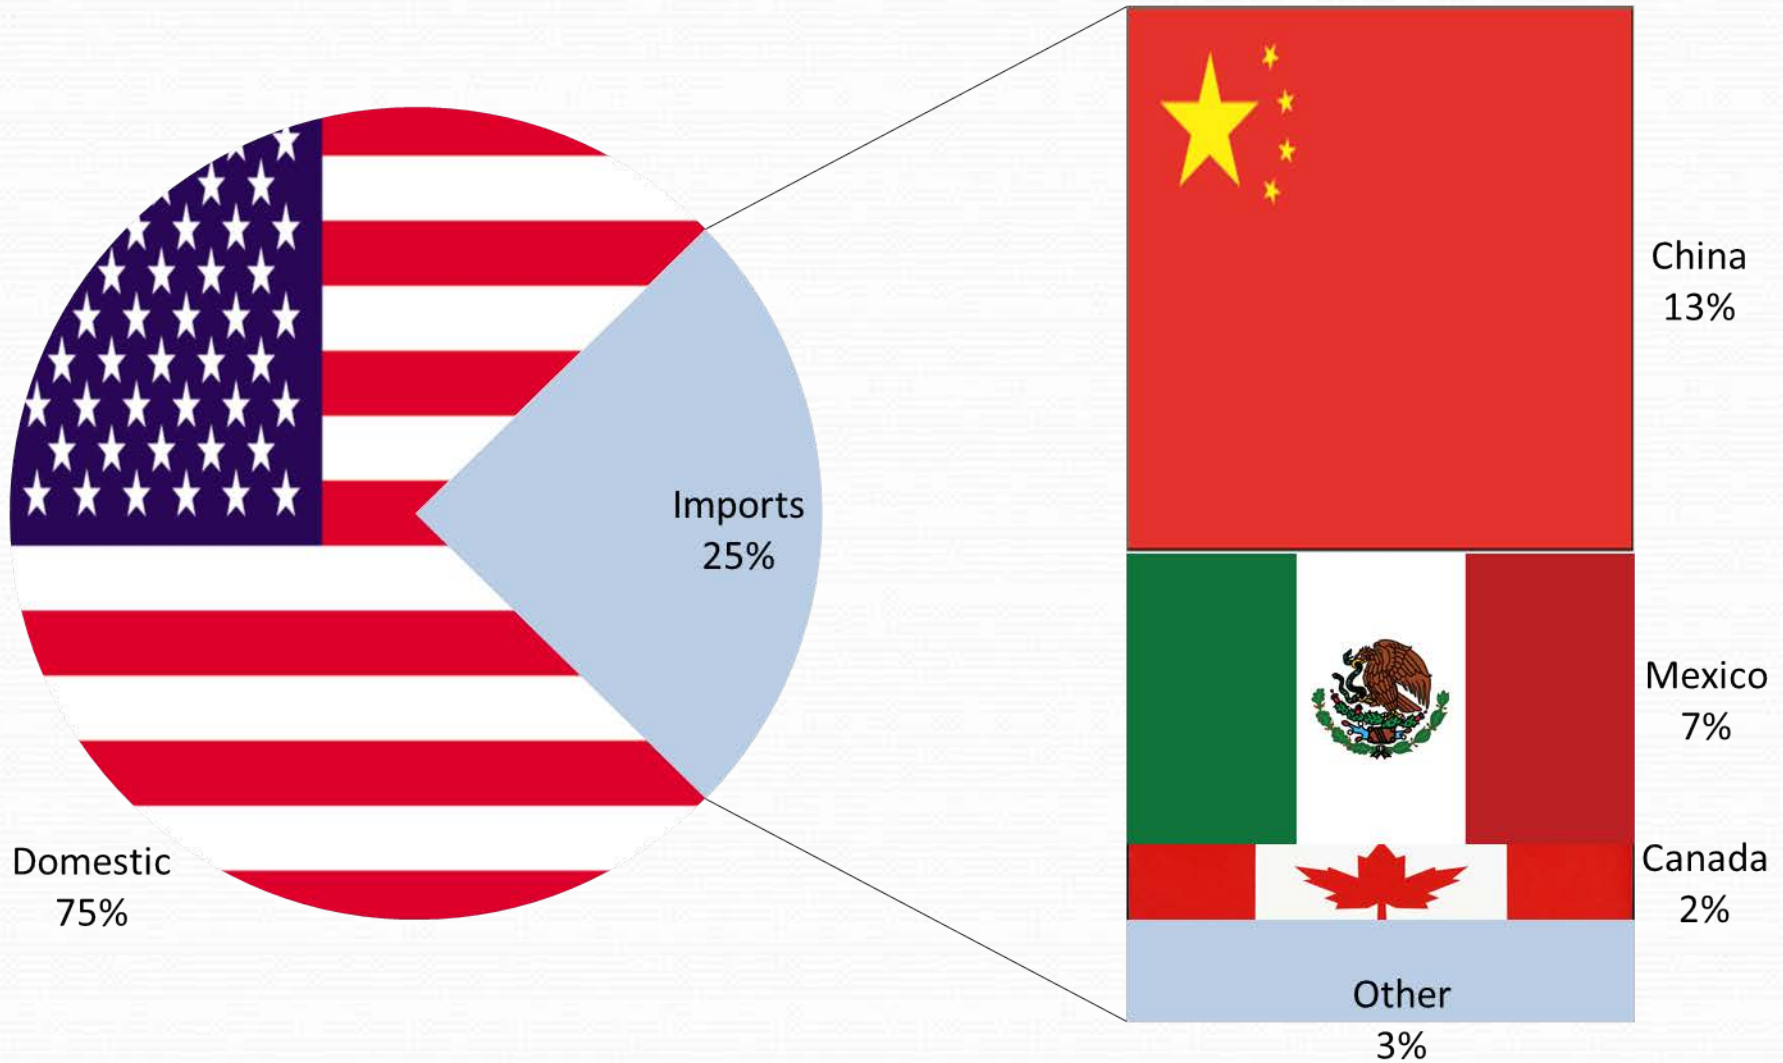 Domestic
75%
Imports
25%
China
13%
Mexico
7%
Canada
2%
Other
3%